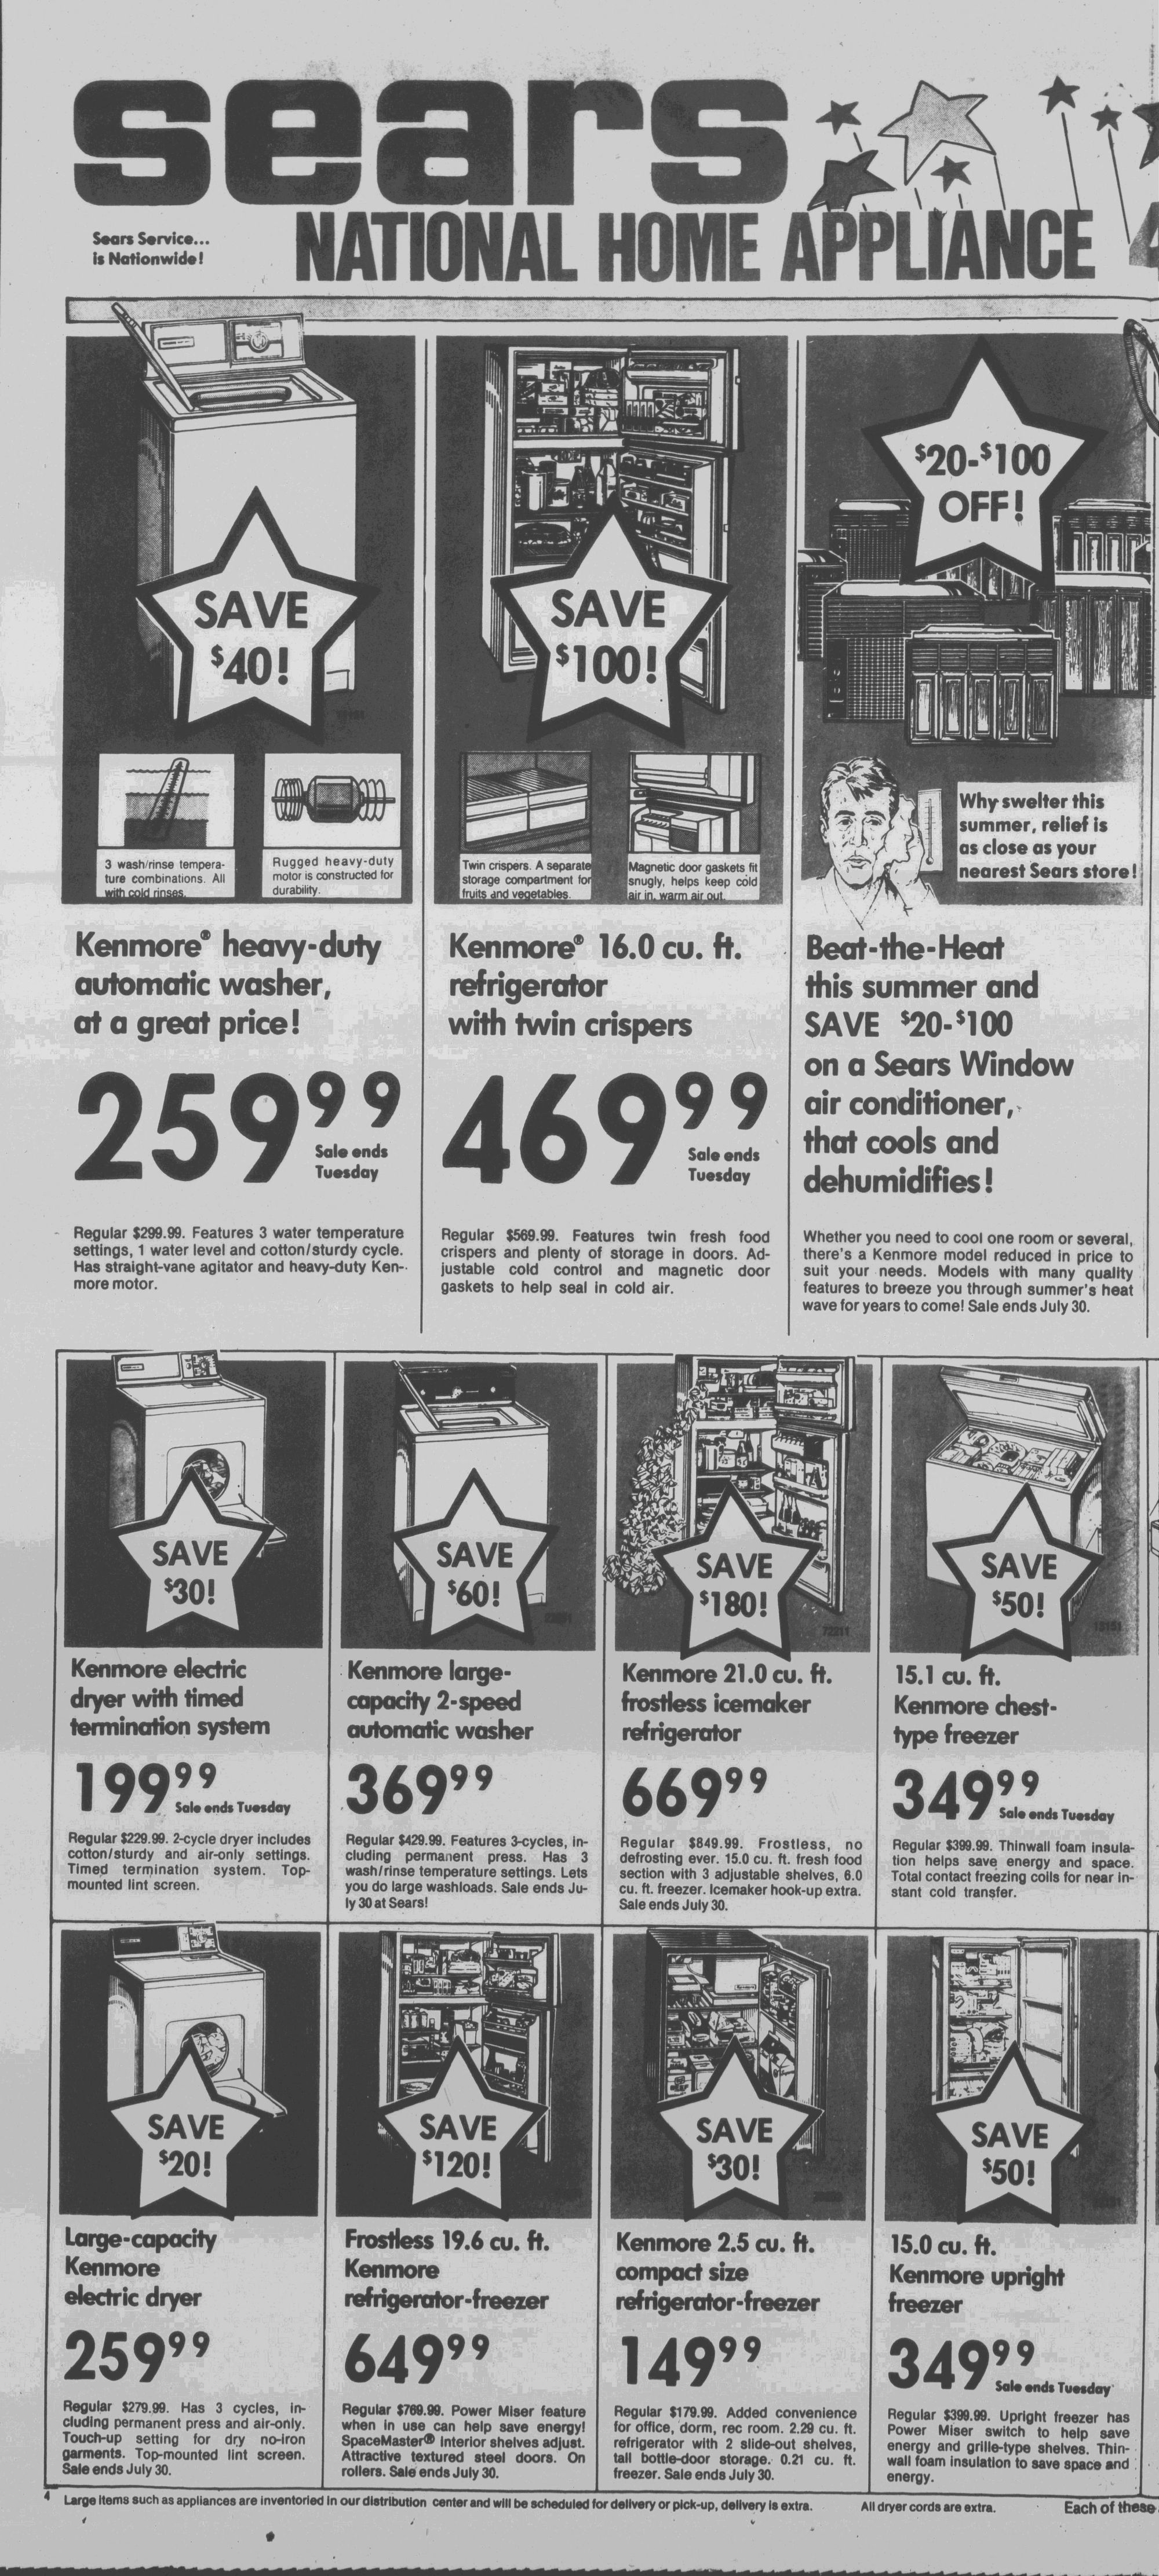 sears
NATIONAL HOME APPLIANCE
Sears Service...
is Nationwide!
SAVE
$40!
3 wash/rinse tempera-
ture combinations. All
with cold rinses.
Rugged heavy-duty
motor is constructed for
durability.
Kenmore® heavy-duty
automatic washer,
at a great price!
259⁹⁹
Sale ends
Tuesday
Regular $299.99. Features 3 water temperature
settings, 1 water level and cotton/sturdy cycle.
Has straight-vane agitator and heavy-duty Ken-
more motor.
SAVE
$100!
Twin crispers. A separate
storage compartment for
fruits and vegetables.
Magnetic door gaskets fit
snugly, helps keep cold
air in, warm air out.
Kenmore® 16.0 cu. ft.
refrigerator
with twin crispers
469⁹⁹
Sale ends
Tuesday
Regular $569.99. Features twin fresh food
crispers and plenty of storage in doors. Ad-
justable cold control and magnetic door
gaskets to help seal in cold air.
$20-$100
OFF!
Why swelter this
summer, relief is
as close as your
nearest Sears store!
Beat-the-Heat
this summer and
SAVE $20-$100
on a Sears Window
air conditioner,
that cools and
dehumidifies!
Whether you need to cool one room or several,
there's a Kenmore model reduced in price to
suit your needs. Models with many quality
features to breeze you through summer's heat
wave for years to come! Sale ends July 30.
SAVE
$30!
Kenmore electric
dryer with timed
termination system
199⁹⁹
Sale ends Tuesday
Regular $229.99. 2-cycle dryer includes
cotton/sturdy and air-only settings.
Timed termination system. Top-
mounted lint screen.
SAVE
$60!
Kenmore large-
capacity 2-speed
automatic washer
369⁹⁹
Regular $429.99. Features 3-cycles, in-
cluding permanent press. Has 3
wash/rinse temperature settings. Lets
you do large washloads. Sale ends Ju-
ly 30 at Sears!
SAVE
$180!
72211
Kenmore 21.0 cu. ft.
frostless icemaker
refrigerator
669⁹⁹
Regular $849.99. Frostless, no
defrosting ever. 15.0 cu. ft. fresh food
section with 3 adjustable shelves, 6.0
cu. ft. freezer. Icemaker hook-up extra.
Sale ends July 30.
SAVE
$50!
15.1 cu. ft.
Kenmore chest-
type freezer
349⁹⁹
Sale ends Tuesday
Regular $399.99. Thinwall foam insula-
tion helps save energy and space.
Total contact freezing coils for near in-
stant cold transfer.
SAVE
$20!
Large-capacity
Kenmore
electric dryer
259⁹⁹
Regular $279.99. Has 3 cycles, in-
cluding permanent press and air-only.
Touch-up setting for dry no-iron
garments. Top-mounted lint screen.
Sale ends July 30.
SAVE
$120!
Frostless 19.6 cu. ft.
Kenmore
refrigerator-freezer
649⁹⁹
Regular $769.99. Power Miser feature
when in use can help save energy!
SpaceMaster® interior shelves adjust.
Attractive textured steel doors. On
rollers. Sale ends July 30.
SAVE
$30!
Kenmore 2.5 cu. ft.
compact size
refrigerator-freezer
149⁹⁹
Regular $179.99. Added convenience
for office, dorm, rec room. 2.29 cu. ft.
refrigerator with 2 slide-out shelves,
tall bottle-door storage. 0.21 cu. ft.
freezer. Sale ends July 30.
SAVE
$50!
15.0 cu. ft.
Kenmore upright
freezer
349⁹⁹
Sale ends Tuesday
Regular $399.99. Upright freezer has
Power Miser switch to help save
energy and grille-type shelves. Thin-
wall foam insulation to save space and
energy.
4 Large items such as appliances are inventoried in our distribution center and will be scheduled for delivery or pick-up, delivery is extra. All dryer cords are extra. Each of these